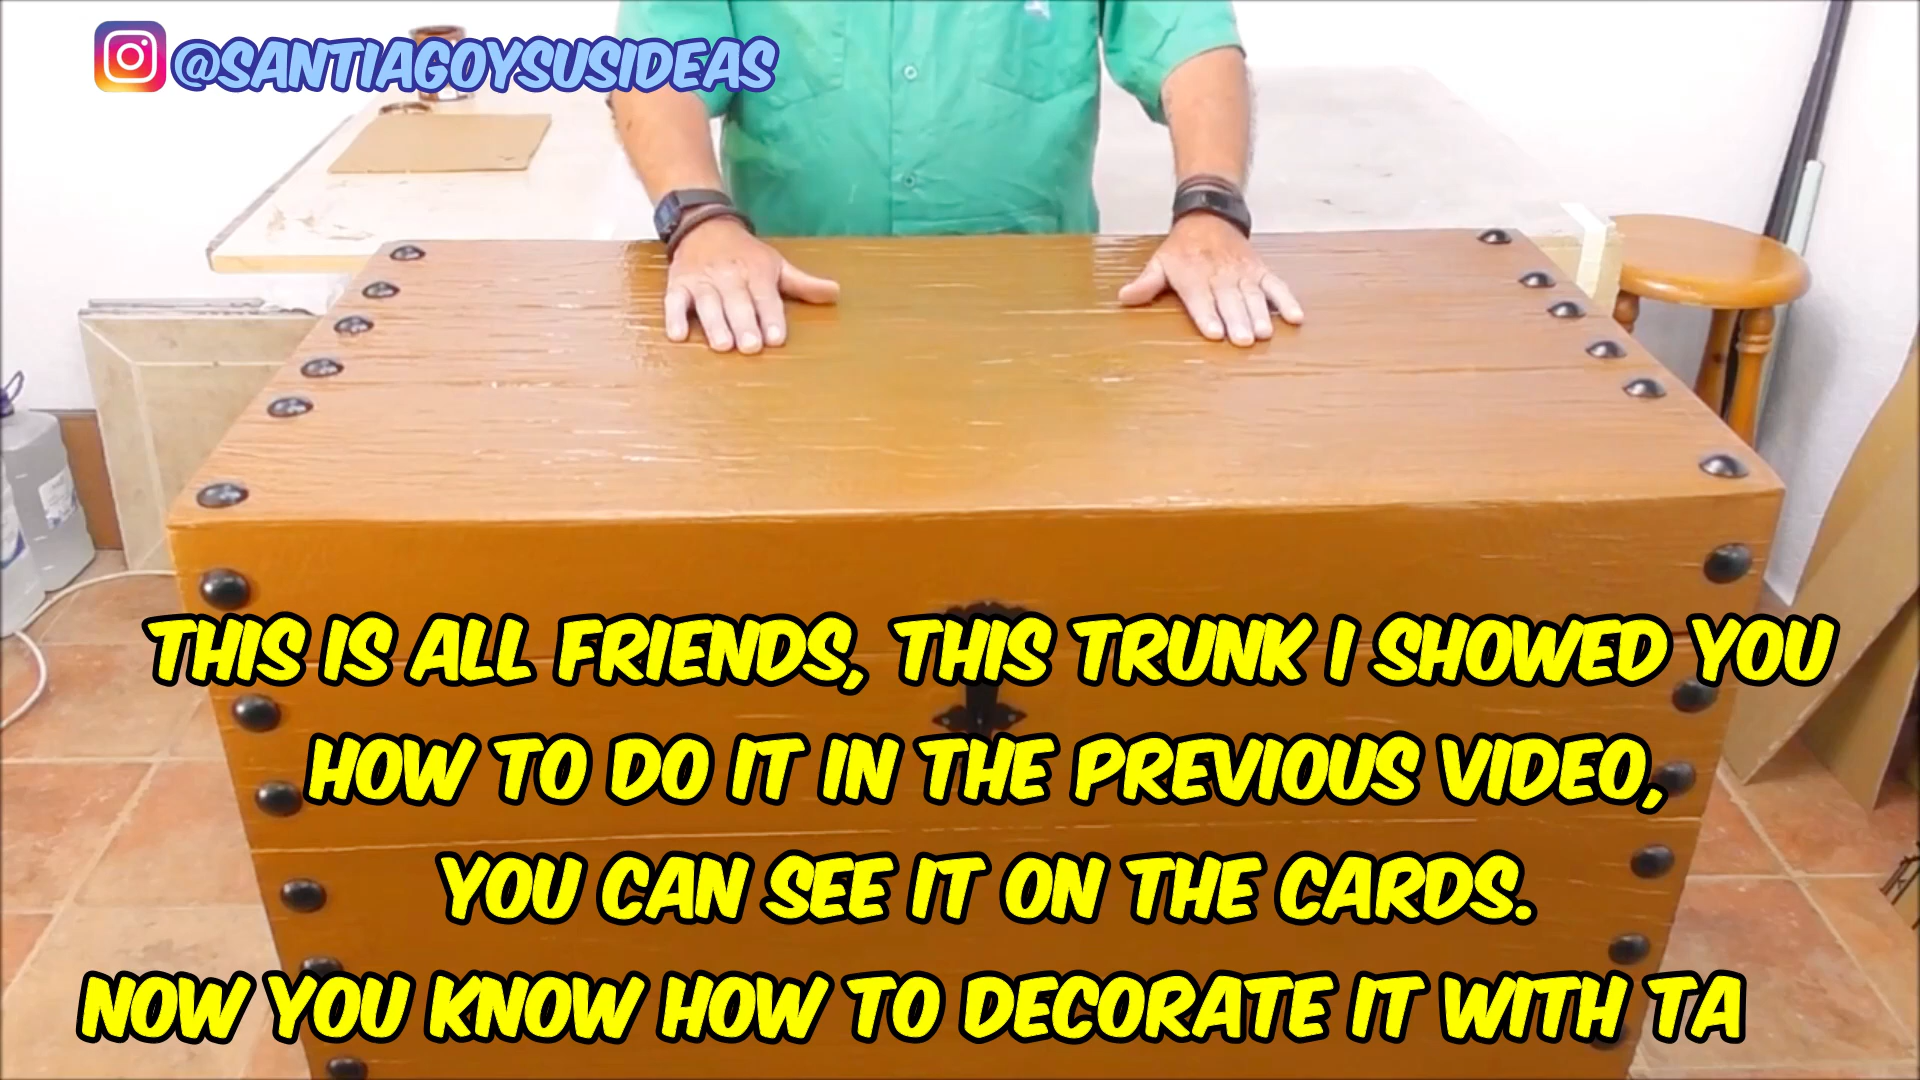 @SANTIAGOYSUSIDEAS
THIS IS ALL FRIENDS, THIS TRUNK I SHOWED YOU
HOW TO DO IT IN THE PREVIOUS VIDEO,
YOU CAN SEE IT ON THE CARDS.
NOW YOU KNOW HOW TO DECORATE IT WITH TA